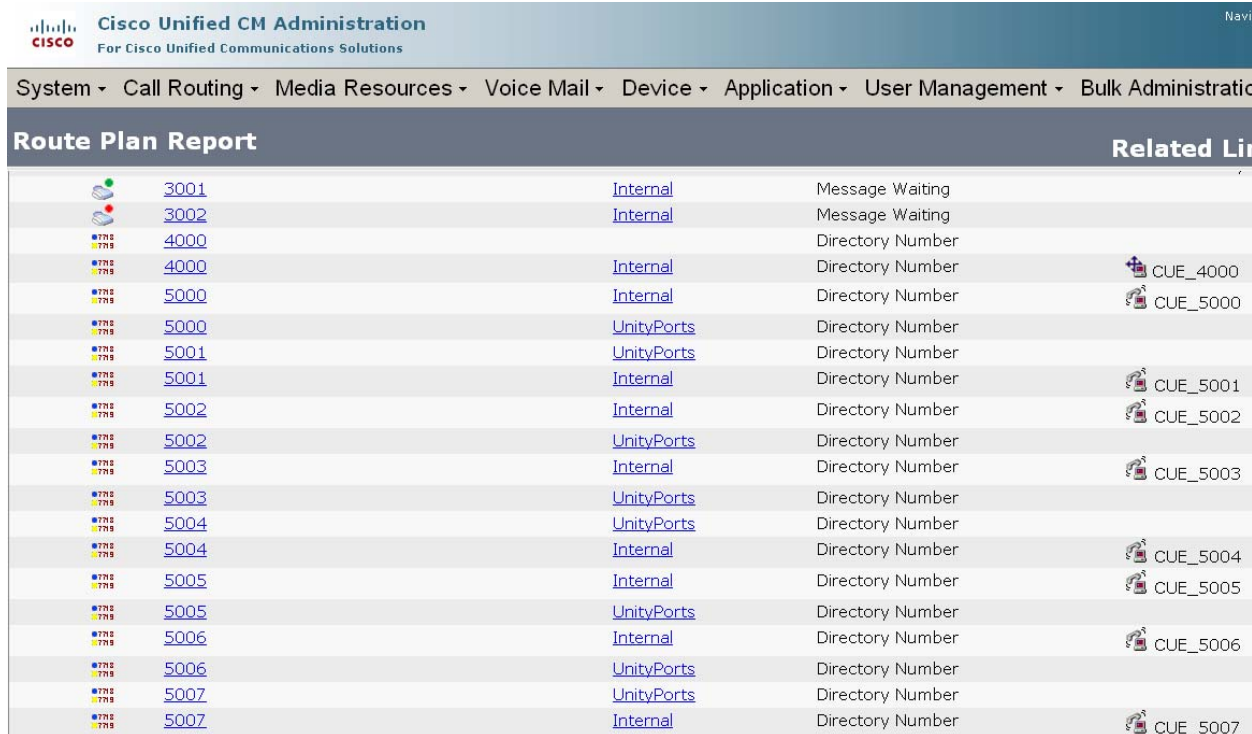 Cisco Unified CM Administration
Navi
CISCO
For Cisco Unified Communications Solutions
System Call Routing Media Resources Voice Mail Device Application User Management Bulk Administratio
Route Plan Report
Related Lin
3001 Internal Message Waiting
3002 Internal Message Waiting
4000 Directory Number
4000 Internal Directory Number CUE_4000
5000 Internal Directory Number CUE_5000
5000 UnityPorts Directory Number
5001 UnityPorts Directory Number
5001 Internal Directory Number CUE_5001
5002 Internal Directory Number CUE_5002
5002 UnityPorts Directory Number
5003 Internal Directory Number CUE_5003
5003 UnityPorts Directory Number
5004 UnityPorts Directory Number
5004 Internal Directory Number CUE_5004
5005 Internal Directory Number CUE_5005
5005 UnityPorts Directory Number
5006 Internal Directory Number CUE_5006
5006 UnityPorts Directory Number
5007 UnityPorts Directory Number
5007 Internal Directory Number CUE_5007